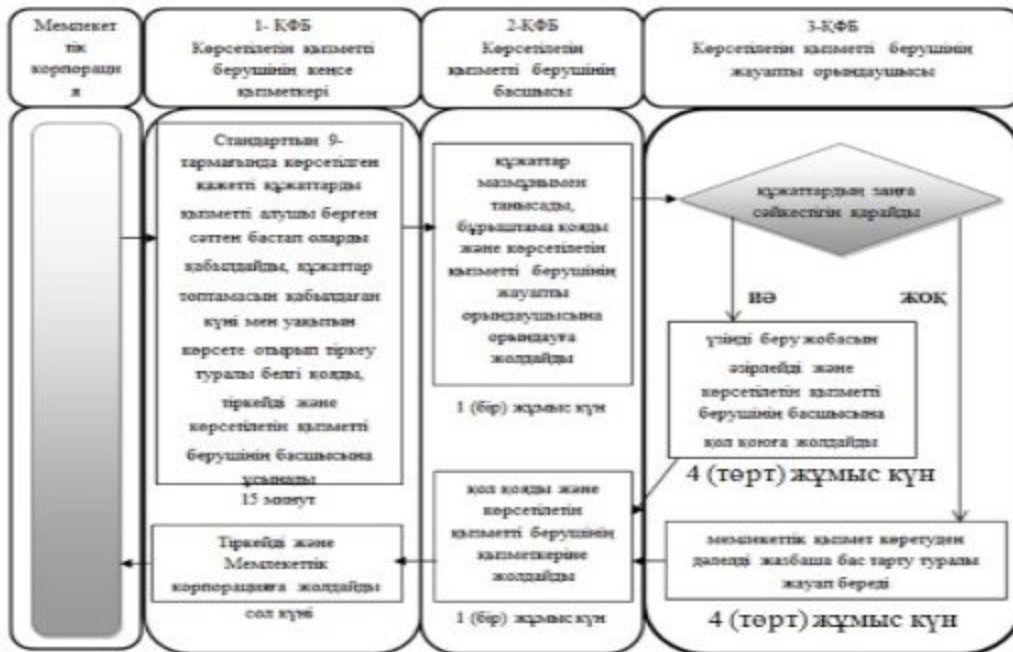 Мемлекет
тік
корпораци
я
1- ҚФБ
Көрсетілетін қызметті
берушінің кеңсе
қызметкері
2-ҚФБ
Көрсетілетін
қызметті берушінің
басшысы
3-ҚФБ
Көрсетілетін қызметті берушінің
жауапты орындаушысы
Стандарттың 9-
тармағында көрсетілген
қажетті құжаттарды
қызметті алушы берген
сәттен бастап оларды
қабылдайды, құжаттар
топтамасын қабылдаған
күні мен уақытын
көрсете отырып тіркеу
туралы белгі қояды,
тіркейді және
көрсетілетін қызметті
берушінің басшысына
ұсынады
15 минут
құжаттар
мазмұнымен
танысады,
бұрыштама қояды
және көрсетілетін
қызметті берушінің
жауапты
орындаушысына
орындауға
жолдайды
1 (бір) жұмыс күн
құжаттардың заңға
сәйкестігін қарайды
иә
жоқ
үзінді беру жобасын
әзірлейді және
көрсетілетін қызметті
берушінің басшысына
қол қоюға жолдайды
4 (төрт) жұмыс күн
мемлекеттік қызмет көретуден
дәлелді жазбаша бас тарту туралы
жауап береді
4 (төрт) жұмыс күн
қол қояды және
көрсетілетін
қызметті берушінің
қызметкеріне
жолдайды
1 (бір) жұмыс күн
Тіркейді және
Мемлекеттік
корпорацияға жолдайды
сол күні